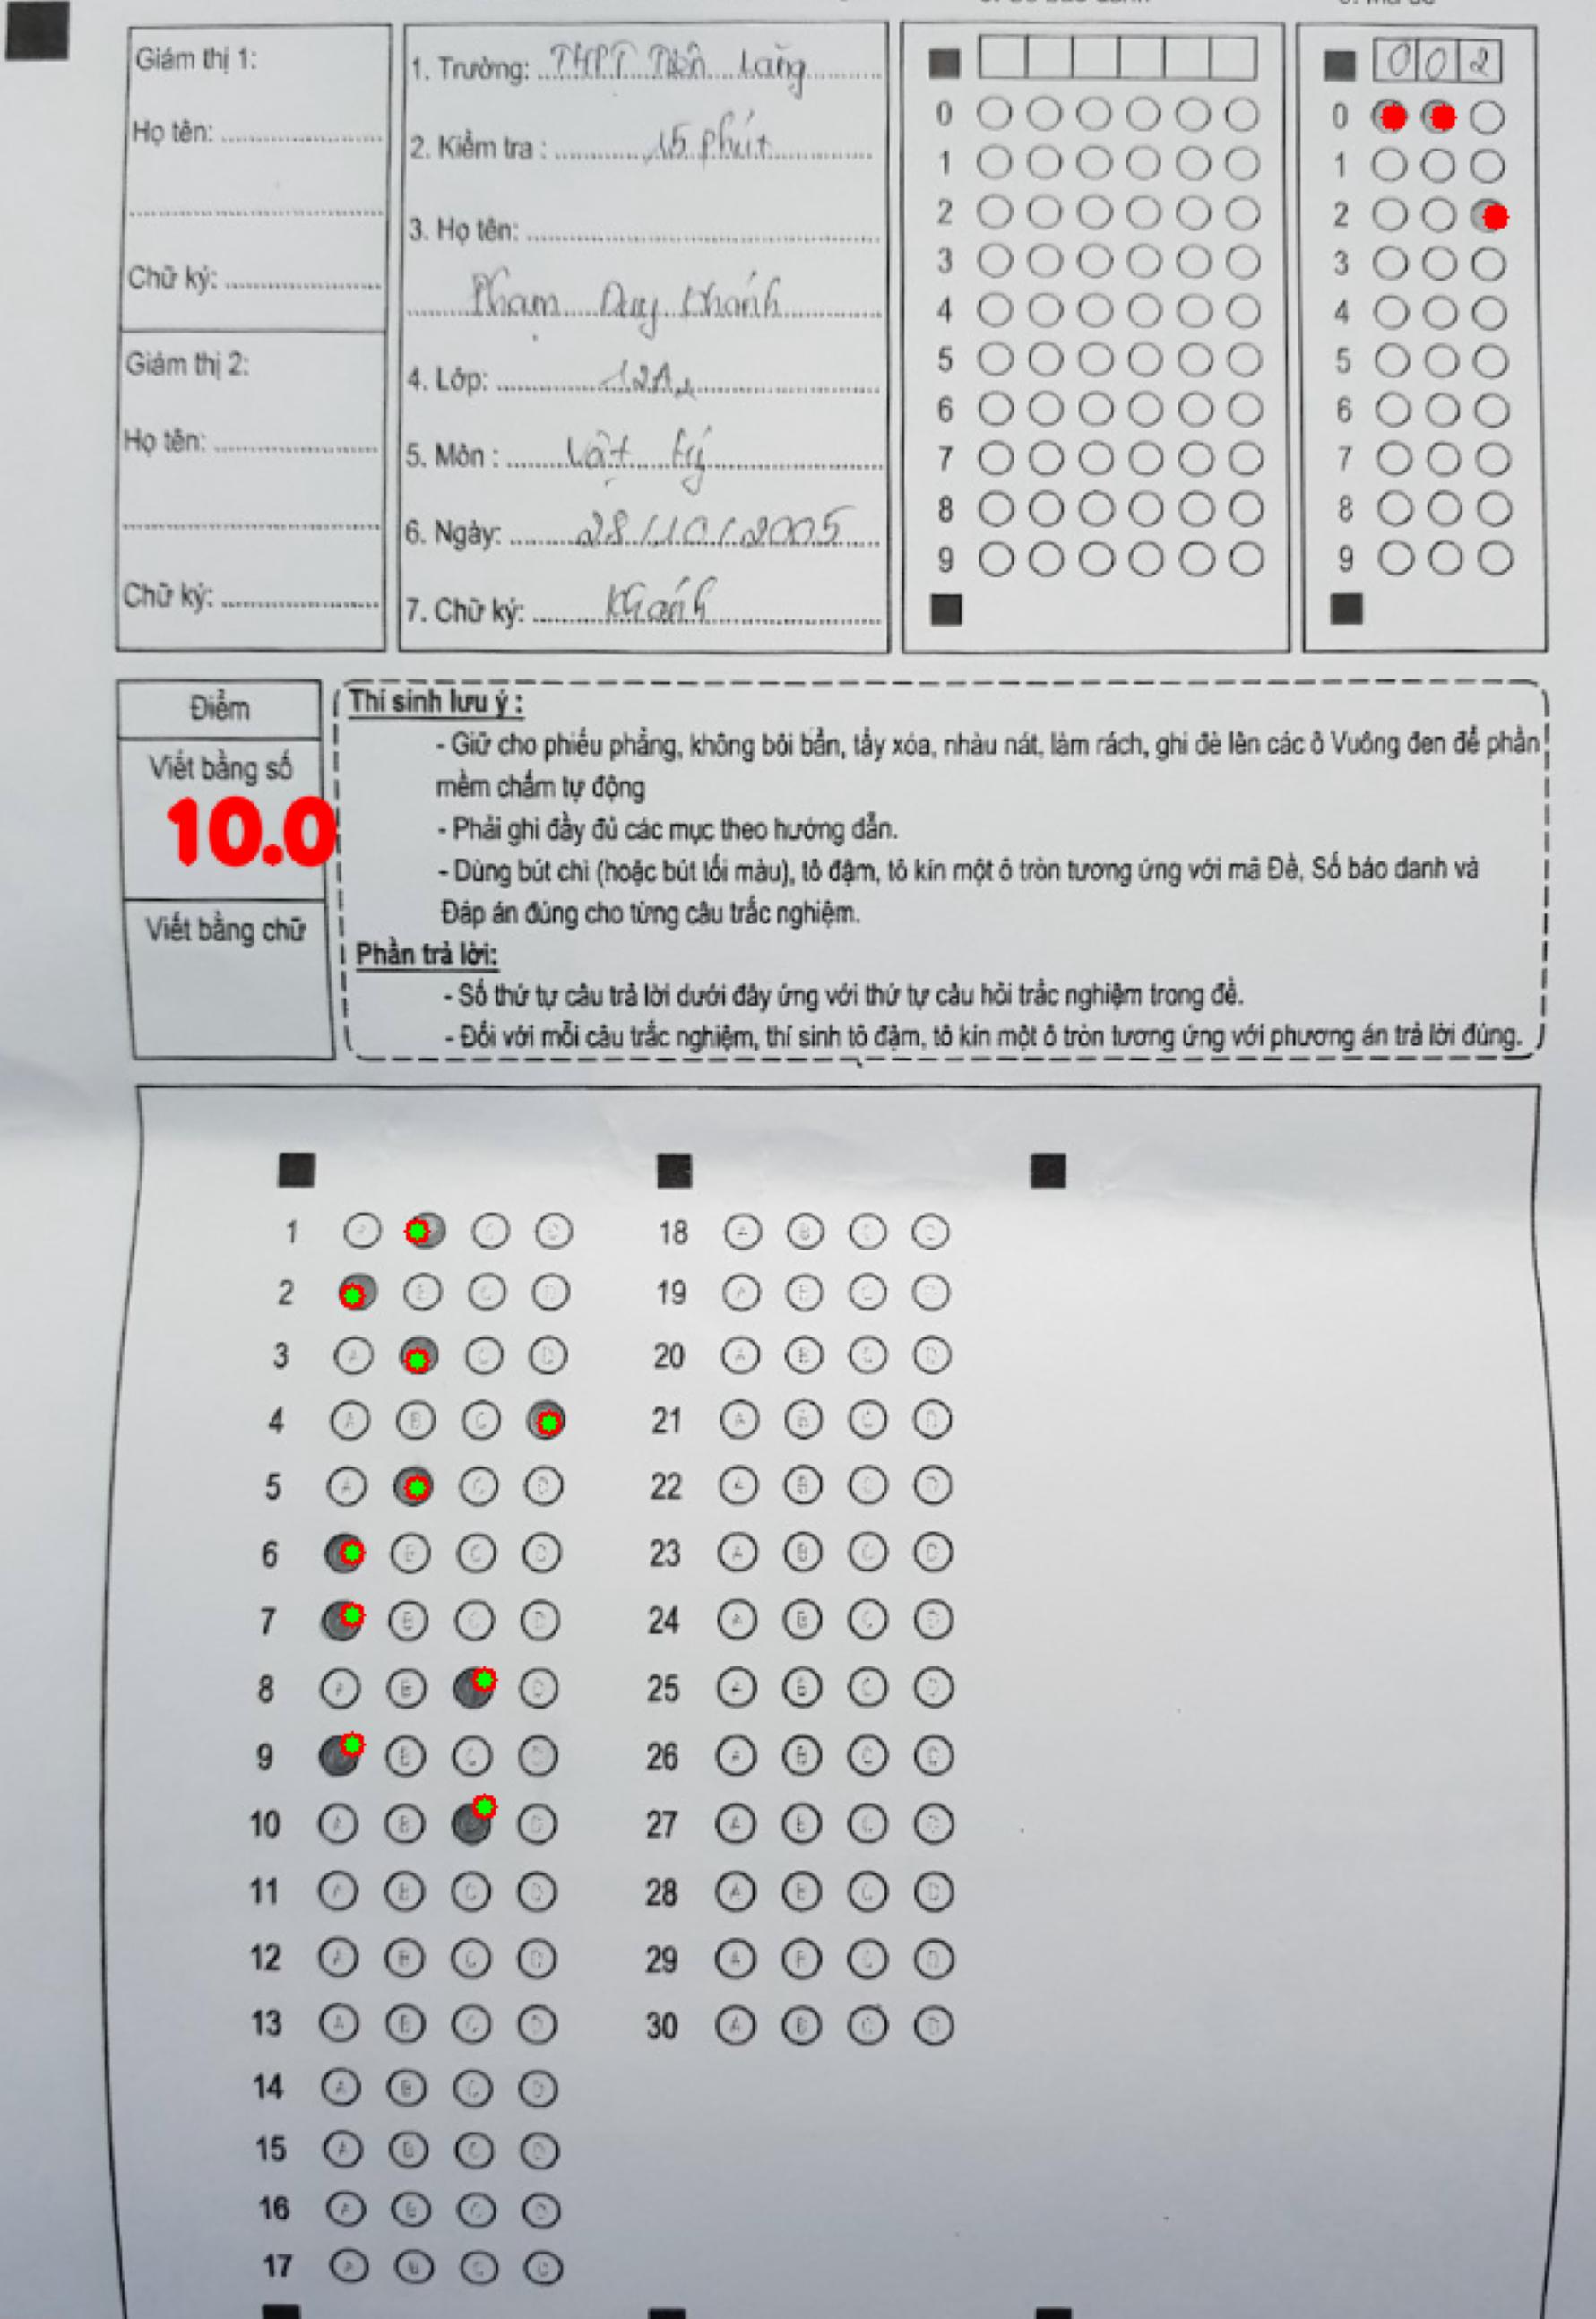 Giám thị 1:
Họ tên:
Chữ ký:
Giám thị 2:
Họ tên:
Chữ ký:
1. Trường: THPT Tiên Lãng
2. Kiểm tra : 15 phút
3. Họ tên:
Phạm Duy Khánh
4. Lớp: 12A
5. Môn : Vật lý
6. Ngày: 28/10/2005
7. Chữ ký: Khánh
0
1
2
3
4
5
6
7
8
9
0 0 2
0
1
2
3
4
5
6
7
8
9
Điểm
Viết bằng số
10.0
Viết bằng chữ
Thí sinh lưu ý :
- Giữ cho phiếu phẳng, không bôi bẩn, tẩy xóa, nhàu nát, làm rách, ghi đè lên các ô Vuông đen để phần
mềm chấm tự động
- Phải ghi đầy đủ các mục theo hướng dẫn.
- Dùng bút chì (hoặc bút tối màu), tô đậm, tô kín một ô tròn tương ứng với mã Đề, Số báo danh và
Đáp án đúng cho từng câu trắc nghiệm.
Phần trả lời:
- Số thứ tự câu trả lời dưới đây ứng với thứ tự câu hỏi trắc nghiệm trong đề.
- Đối với mỗi câu trắc nghiệm, thí sinh tô đậm, tô kín một ô tròn tương ứng với phương án trả lời đúng.
1
2
3
4
5
6
7
8
9
10
11
12
13
14
15
16
17
18
19
20
21
22
23
24
25
26
27
28
29
30